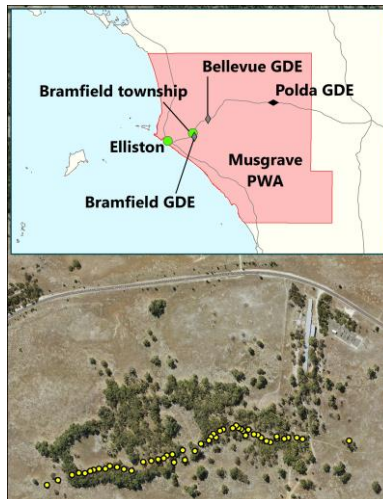 Bellevue GDE
Bramfield township
Polda GDE
Elliston
Musgrave
PWA
Bramfield GDE